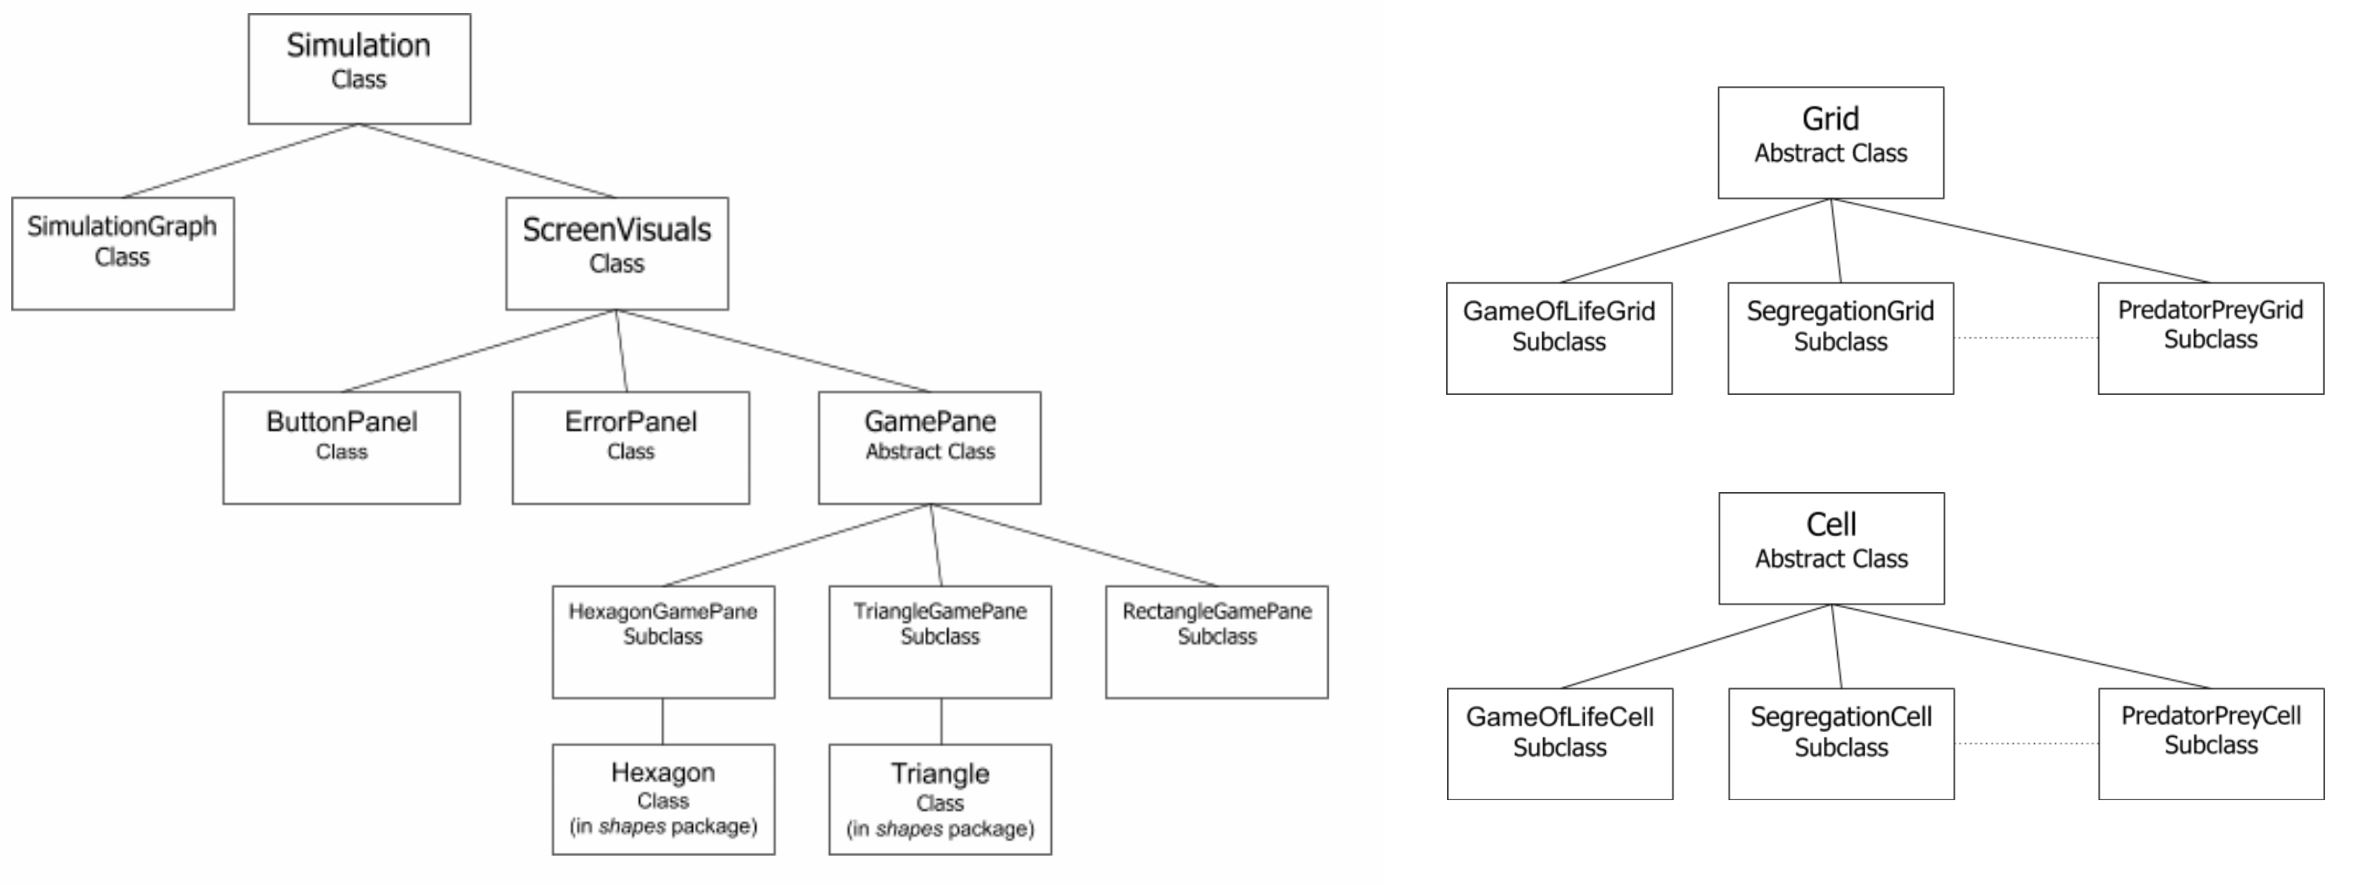 Simulation
Class
SimulationGraph
Class
ScreenVisuals
Class
ButtonPanel
Class
ErrorPanel
Class
GamePane
Abstract Class
HexagonGamePane
Subclass
TriangleGamePane
Subclass
RectangleGamePane
Subclass
Hexagon
Class
(in shapes package)
Triangle
Class
(in shapes package)
Grid
Abstract Class
GameOfLifeGrid
Subclass
SegregationGrid
Subclass
PredatorPreyGrid
Subclass
Cell
Abstract Class
GameOfLifeCell
Subclass
SegregationCell
Subclass
PredatorPreyCell
Subclass